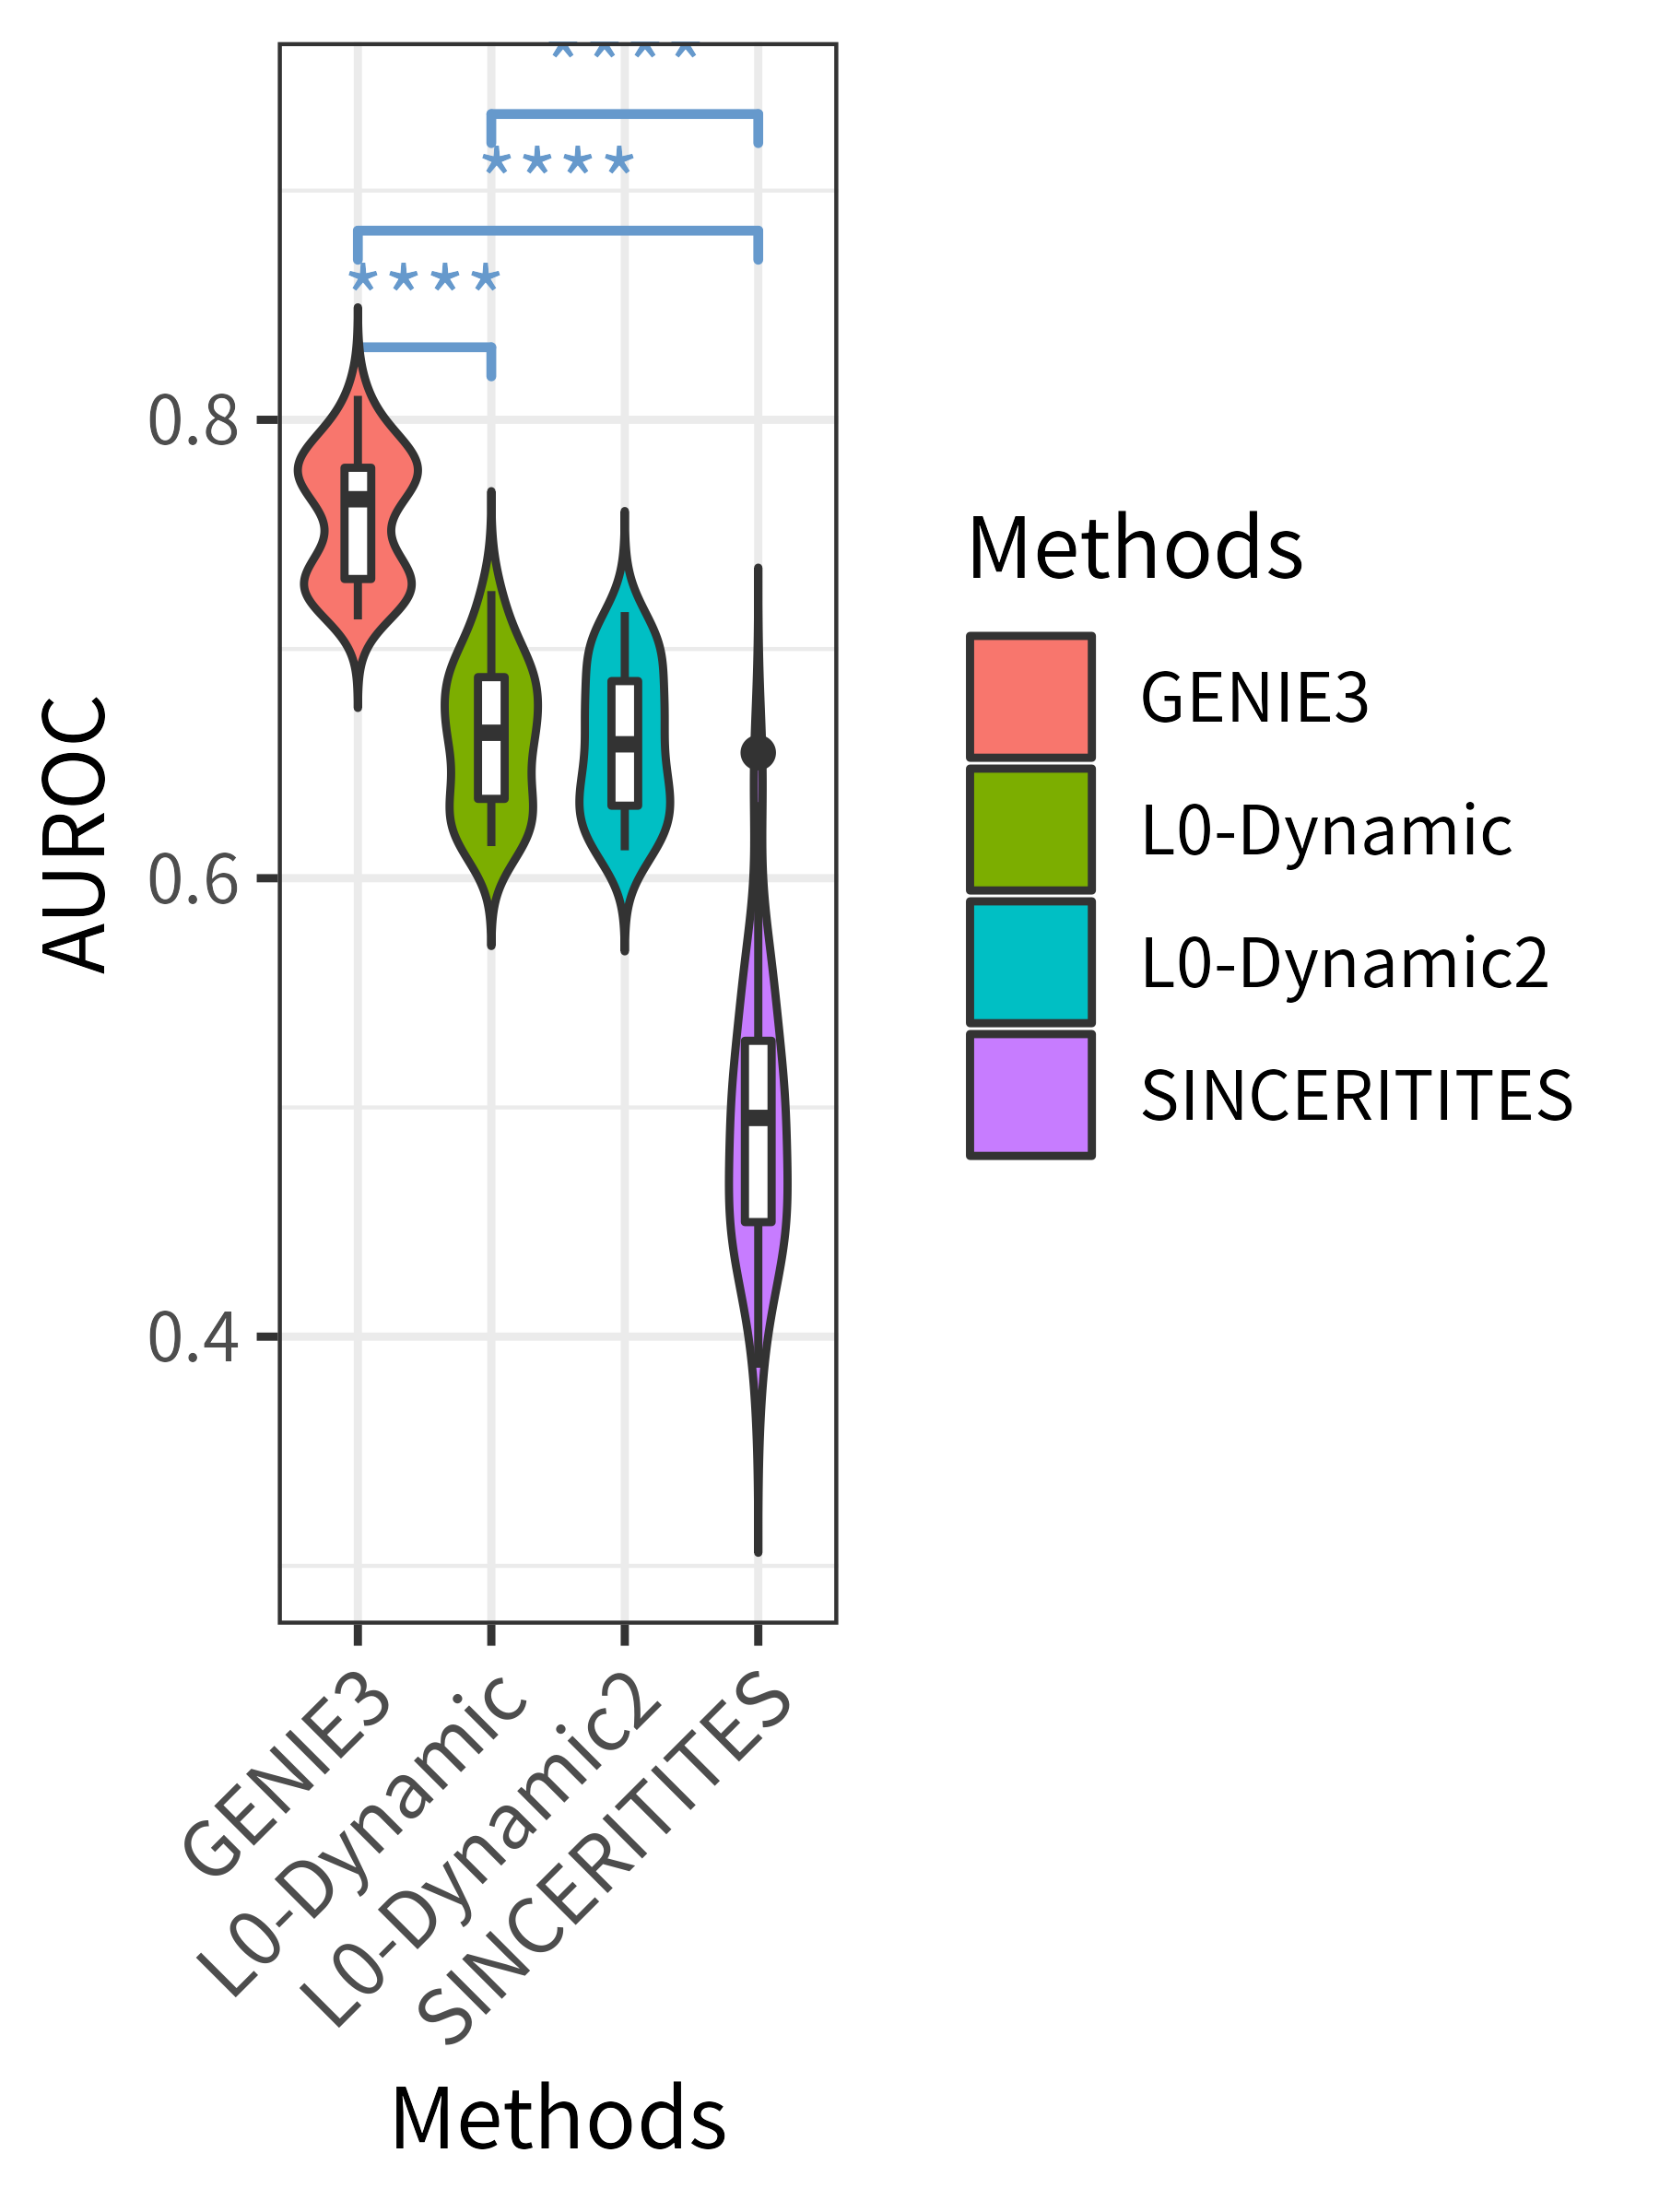 ****
****
****
0.8
0.6
0.4
AUROC
GENIE3
L0-Dynamic
L0-Dynamic2
SINCERITITES
Methods
Methods
GENIE3
L0-Dynamic
L0-Dynamic2
SINCERITITES